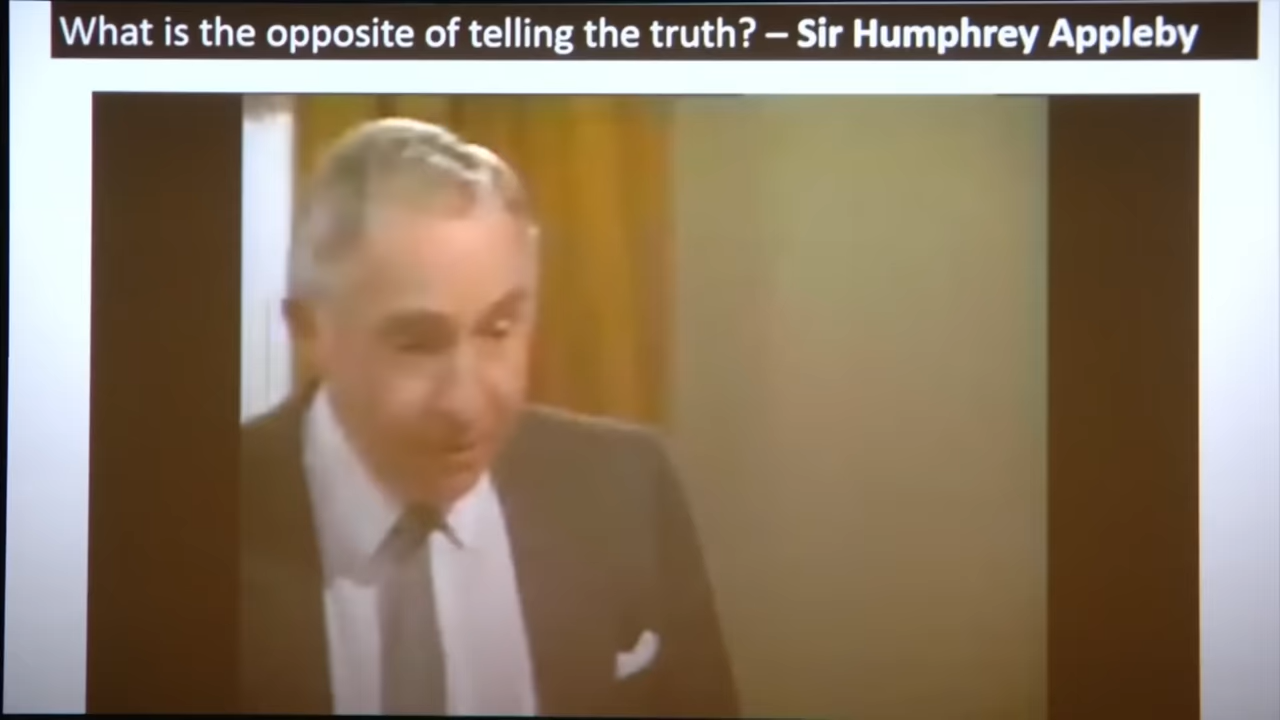 What is the opposite of telling the truth? – Sir Humphrey Appleby